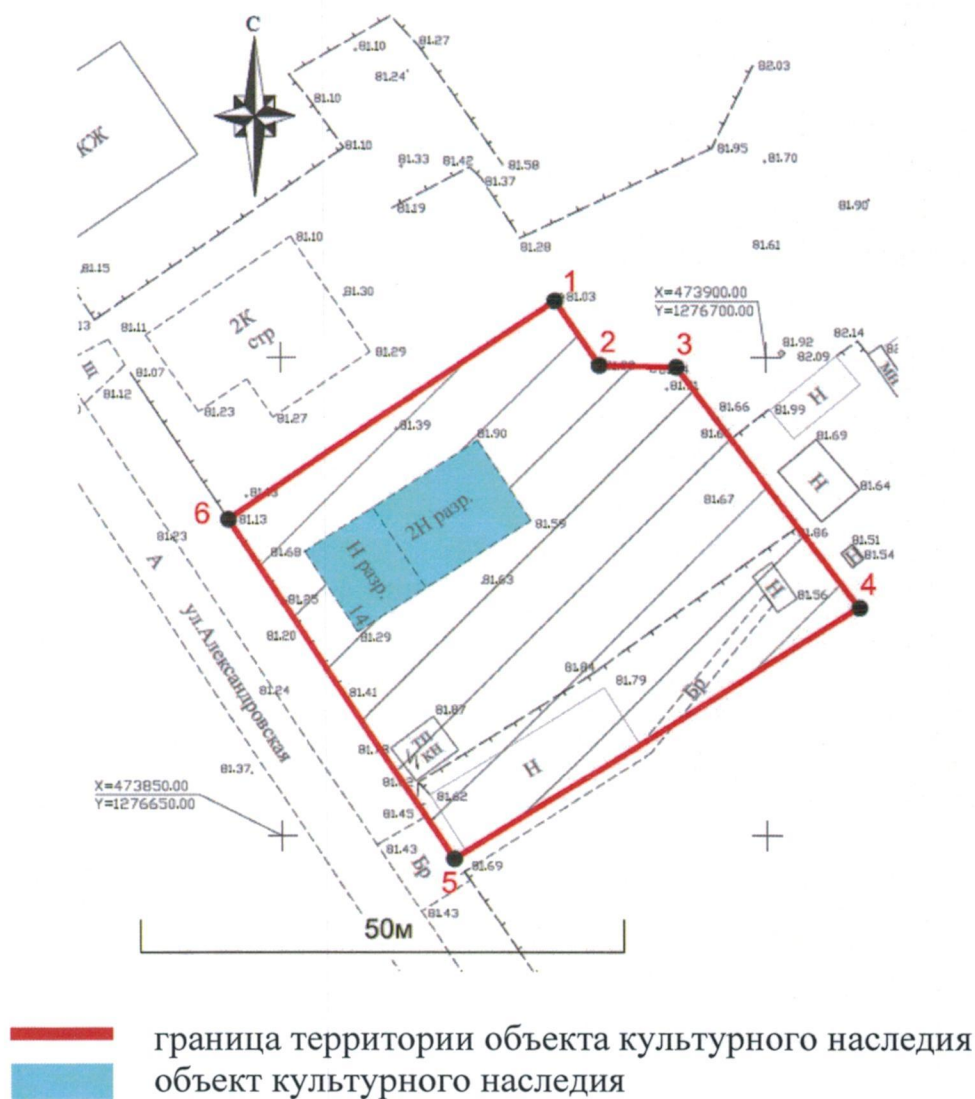 С
81.10
81.27
81.24
82.03
КЖ
81.10
81.10
81.33
81.42
81.95
81.70
81.58
81.37
81.19
81.90
81.10
81.28
81.61
81.15
1
81.30
81.03
X=473900.00
Y=1276700.00
81.11
2К
стр
2
3
81.92
82.14
81.29
82.09
81.07
81.12
81.23
81.27
81.66
81.99
Н
81.39
81.90
81.69
6
81.13
2Н разр.
81.67
Н
81.64
81.59
81.23
81.86
81.51
81.68
Н разр.
Н
81.54
А
81.63
81.25
14
Н
81.56
4
81.20
81.29
ул.Александровская
81.84
81.79
81.24
81.41
Бр
81.87
тп
кн
81.37
Н
X=473850.00
Y=1276650.00
81.62
81.45
81.43
Бр
5
81.69
81.43
50м
граница территории объекта культурного наследия
объект культурного наследия